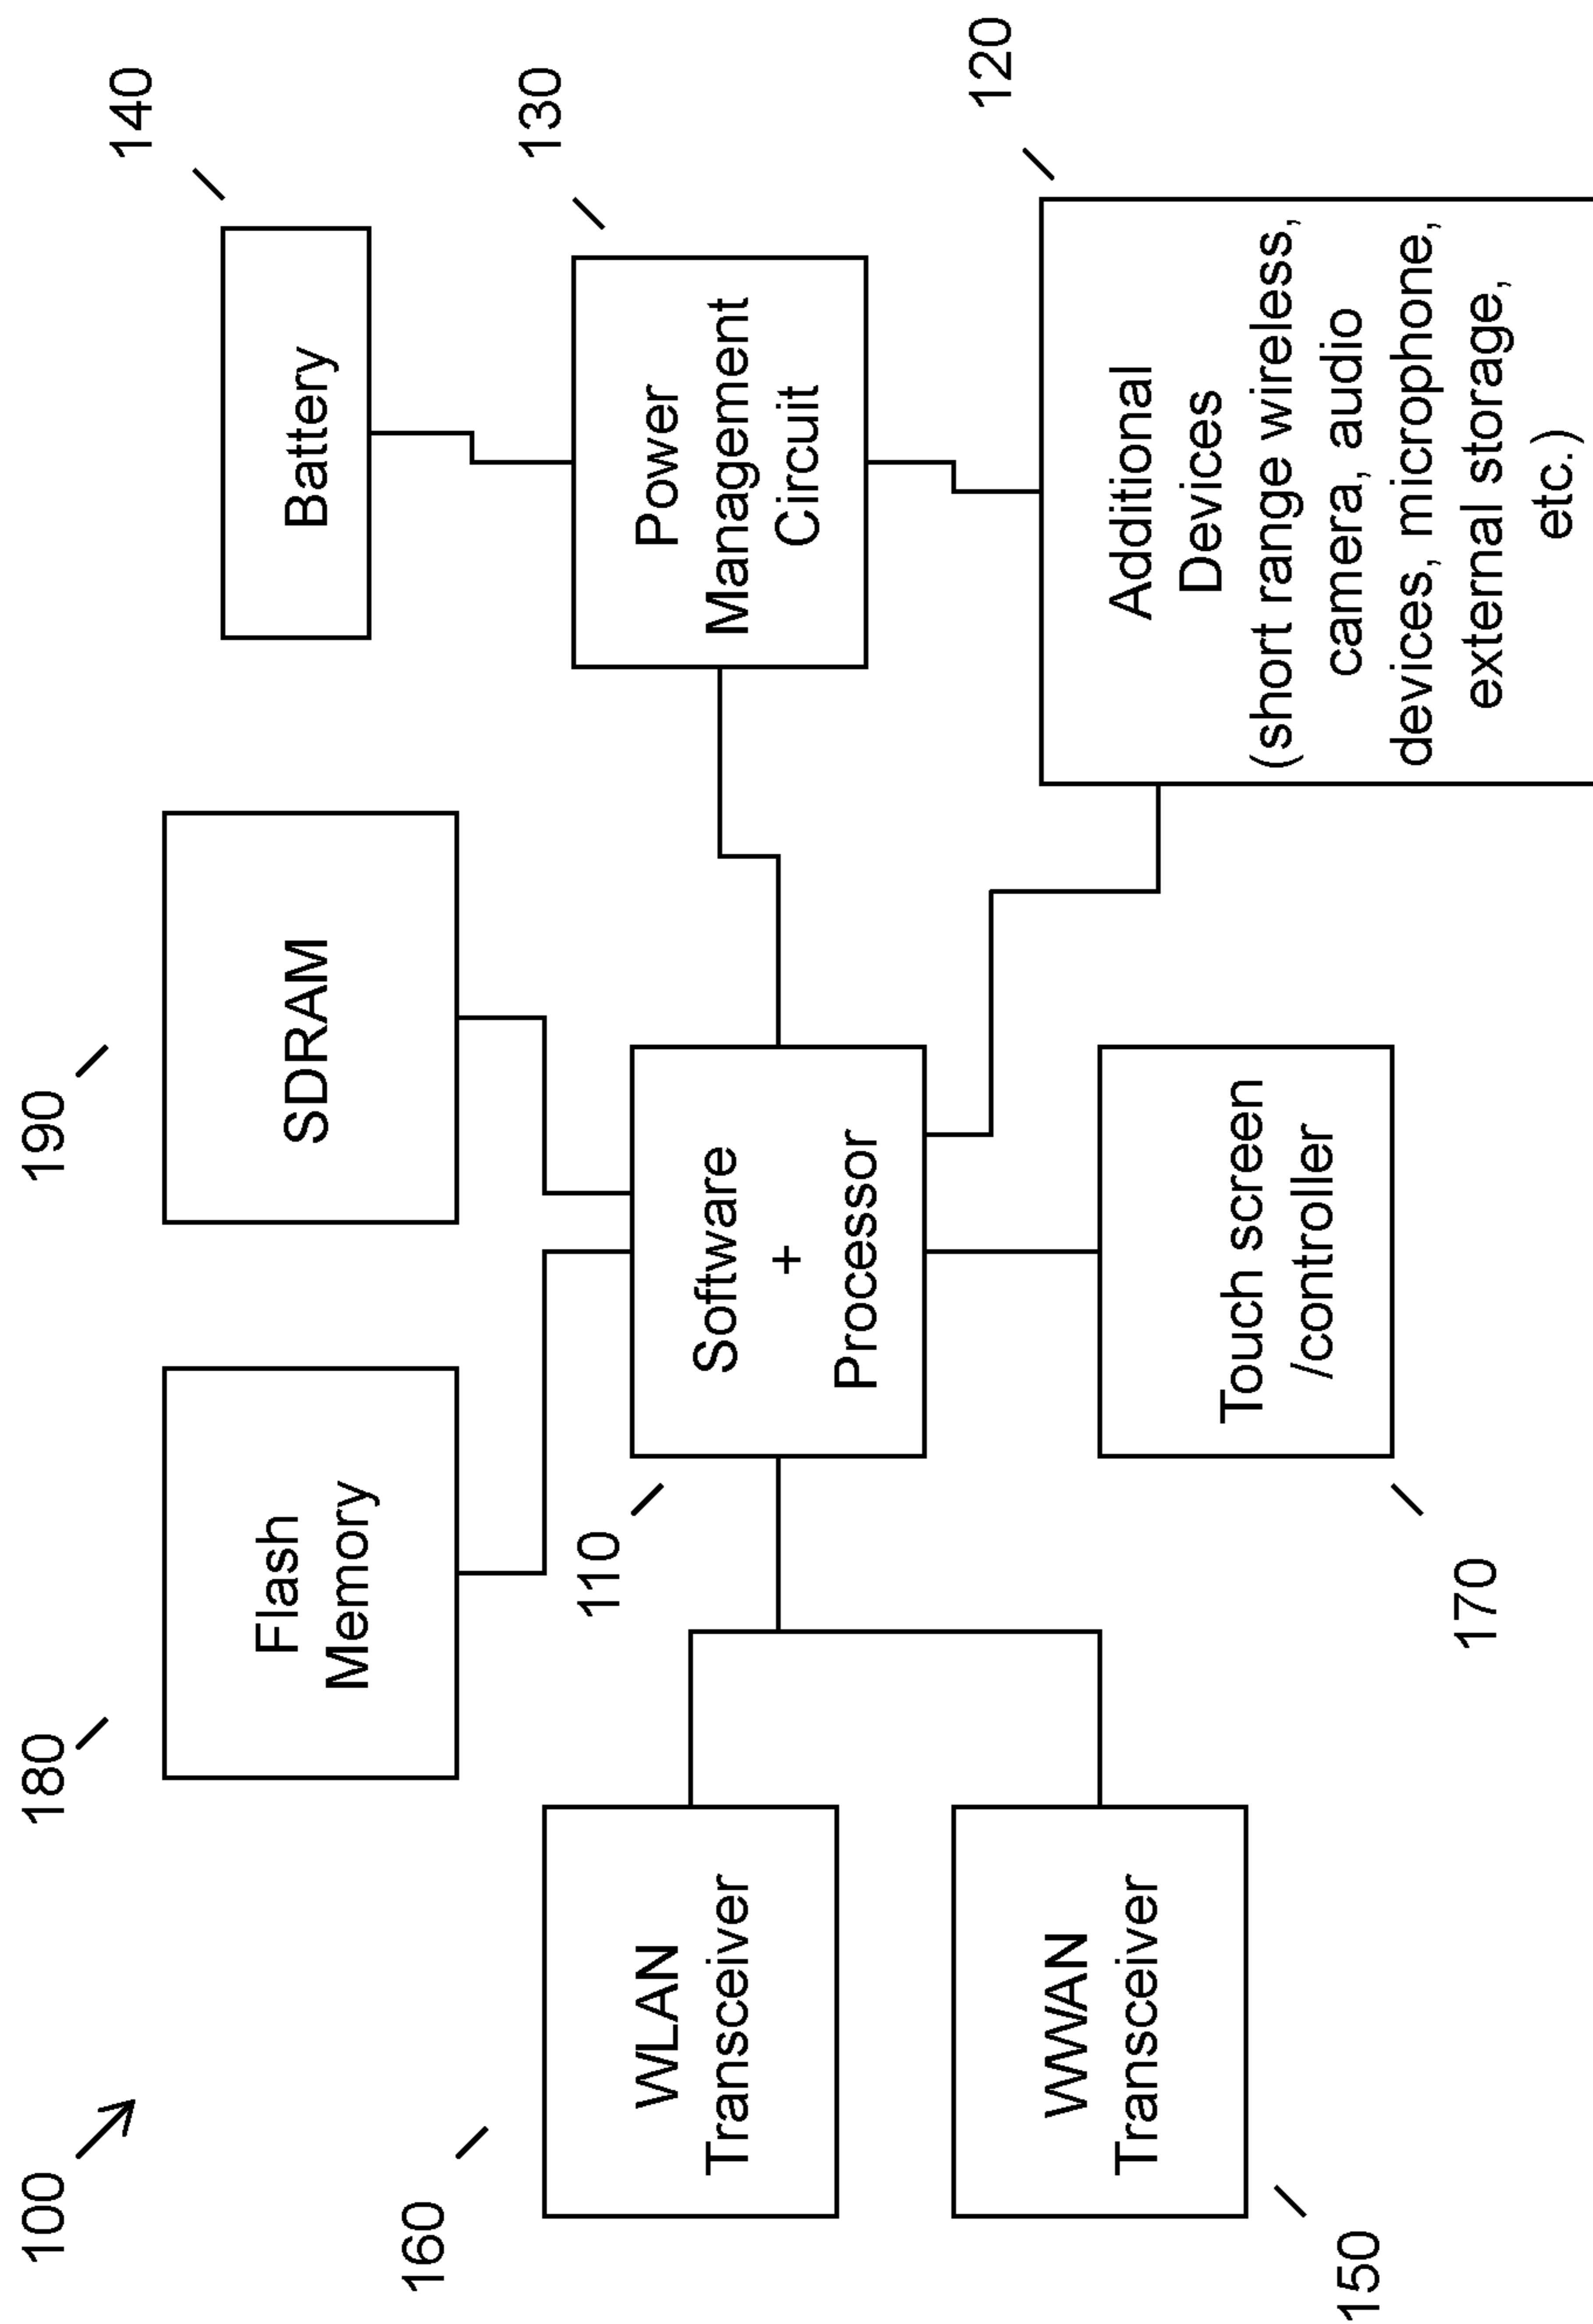 100
180
190
140
Flash
Memory
SDRAM
Battery
160
110
130
WLAN
Transceiver
Software
+
Processor
Power
Management
Circuit
120
WWAN
Transceiver
Touch screen
/controller
Additional
Devices
(short range wireless,
camera, audio
devices, microphone,
external storage,
etc.)
150
170